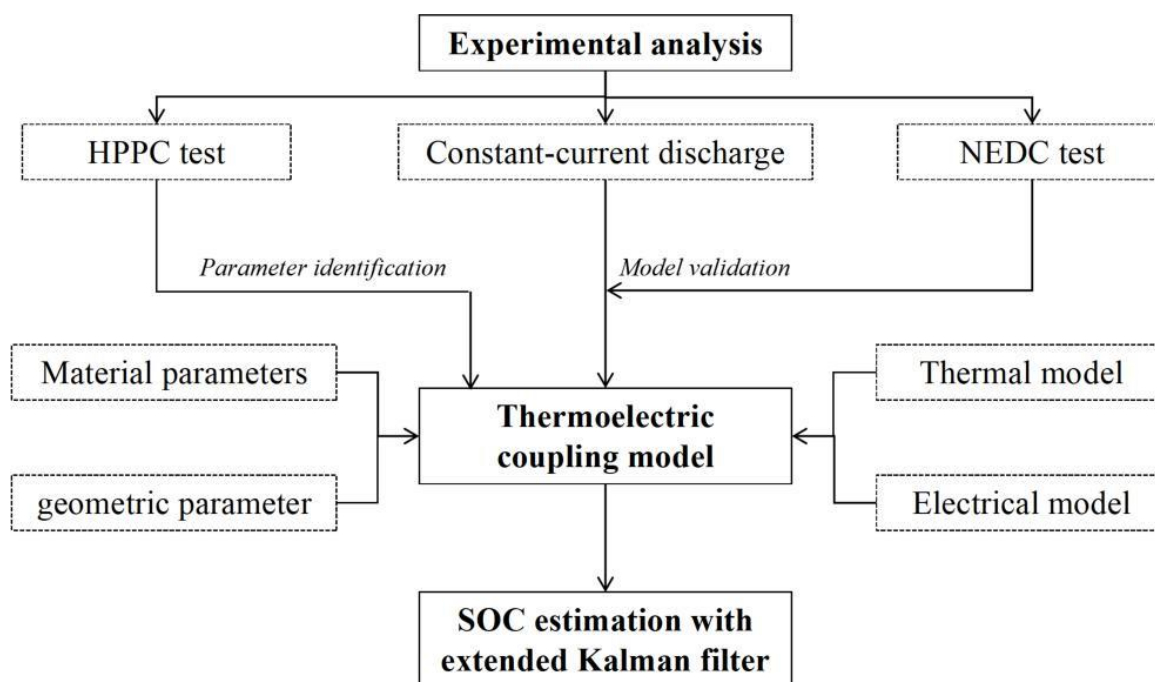 Experimental analysis
HPPC test
Constant-current discharge
NEDC test
Parameter identification
Model validation
Material parameters
Thermal model
Thermoelectric
coupling model
geometric parameter
Electrical model
SOC estimation with
extended Kalman filter